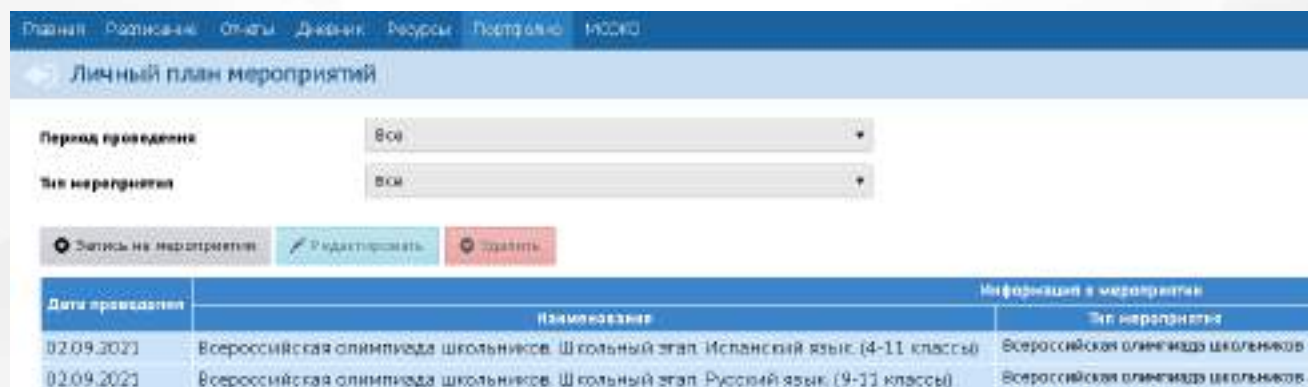 Главная Расписание Отчеты Дневник Ресурсы Портфолио МСОКО
Личный план мероприятий
Период проведения Все
Тип мероприятия Все
Запись на мероприятия Редактировать Удалить
Информация о мероприятии
Дата проведения
Наименование Тип мероприятия
02.09.2021 Всероссийская олимпиада школьников. Школьный этап. Испанский язык. (4-11 классы) Всероссийская олимпиада школьников
02.09.2021 Всероссийская олимпиада школьников. Школьный этап. Русский язык. (9-11 классы) Всероссийская олимпиада школьников